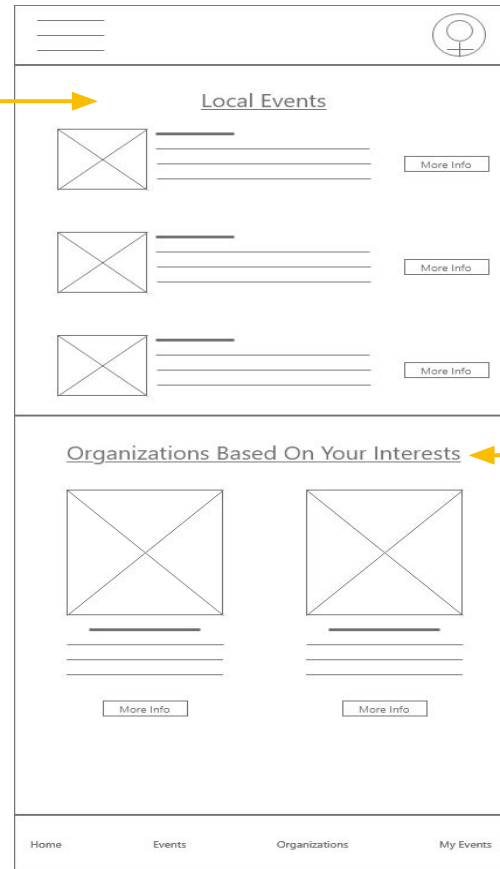 Local Events
More Info
More Info
More Info
Organizations Based On Your Interests
More Info More Info
Home Events Organizations My Events